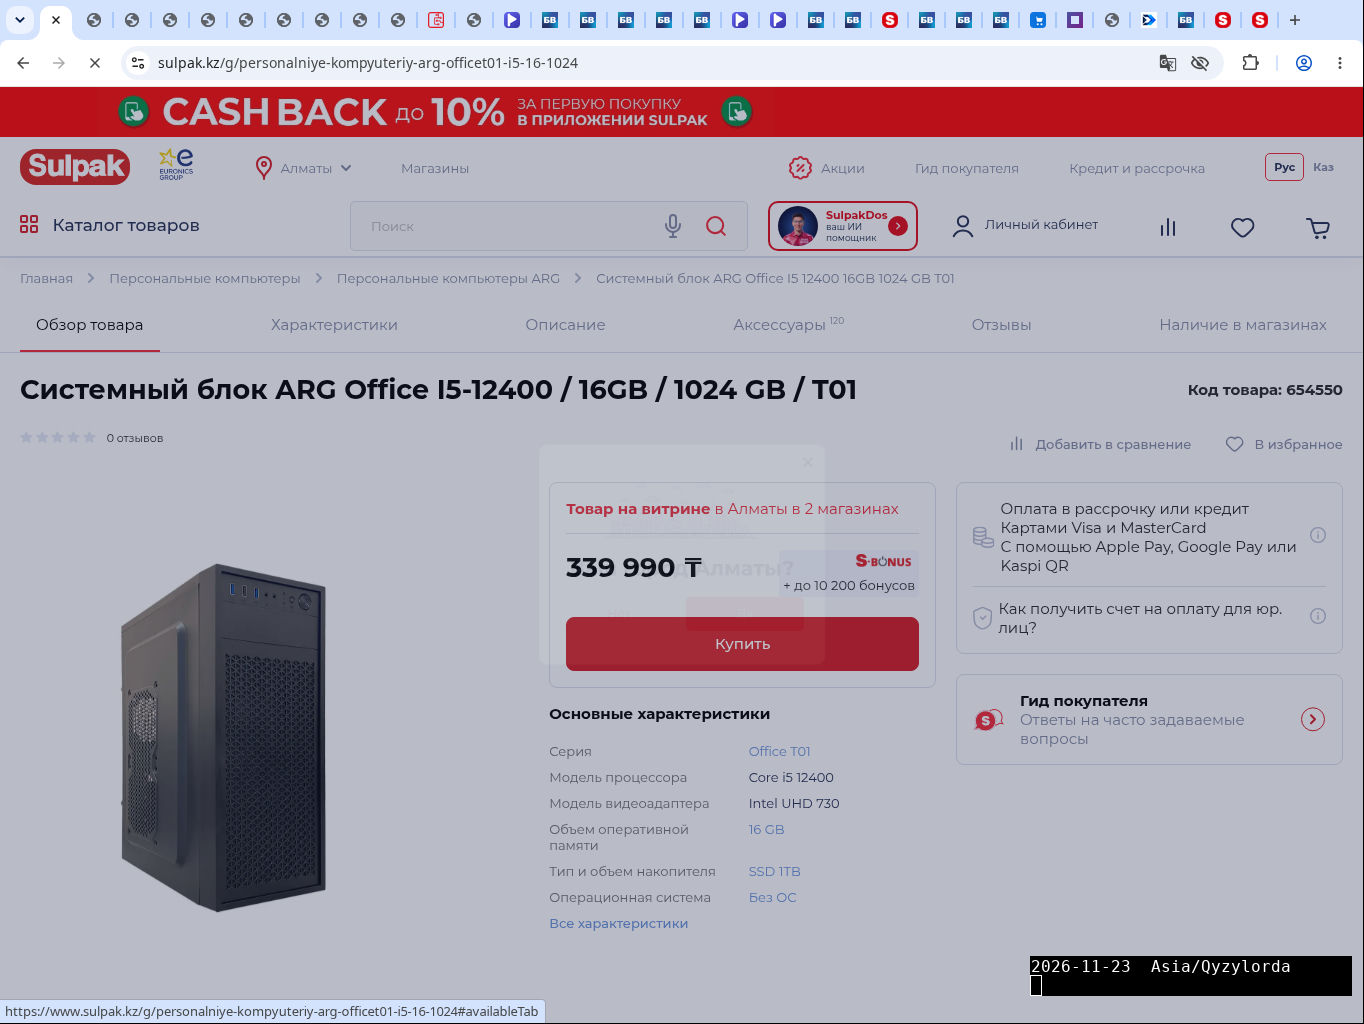 sulpak.kz/g/personalniye-kompyuteriy-arg-officet01-i5-16-1024
CASHBACK до 10% ЗА ПЕРВУЮ ПОКУПКУ
В ПРИЛОЖЕНИИ SULPAK
Sulpak
EURONICS GROUP
Алматы
Магазины
Акции
Гид покупателя
Кредит и рассрочка
Рус
Каз
Каталог товаров
Поиск
SulpakDos
ваш ИИ
помощник
Личный кабинет
Главная
Персональные компьютеры
Персональные компьютеры ARG
Системный блок ARG Office I5 12400 16GB 1024 GB T01
Обзор товара
Характеристики
Описание
Аксессуары 120
Отзывы
Наличие в магазинах
Системный блок ARG Office I5-12400 / 16GB / 1024 GB / T01
Код товара: 654550
0 отзывов
Добавить в сравнение
В избранное
Товар на витрине в Алматы в 2 магазинах
339 990 ₸
S·BONUS
+ до 10 200 бонусов
Алматы?
Купить
Оплата в рассрочку или кредит
Картами Visa и MasterCard
С помощью Apple Pay, Google Pay или
Kaspi QR
Как получить счет на оплату для юр.
лиц?
Гид покупателя
Ответы на часто задаваемые
вопросы
Основные характеристики
Серия Office T01
Модель процессора Core i5 12400
Модель видеоадаптера Intel UHD 730
Объем оперативной
памяти 16 GB
Тип и объем накопителя SSD 1TB
Операционная система Без ОС
Все характеристики
2026-11-23 Asia/Qyzylorda
https://www.sulpak.kz/g/personalniye-kompyuteriy-arg-officet01-i5-16-1024#availableTab